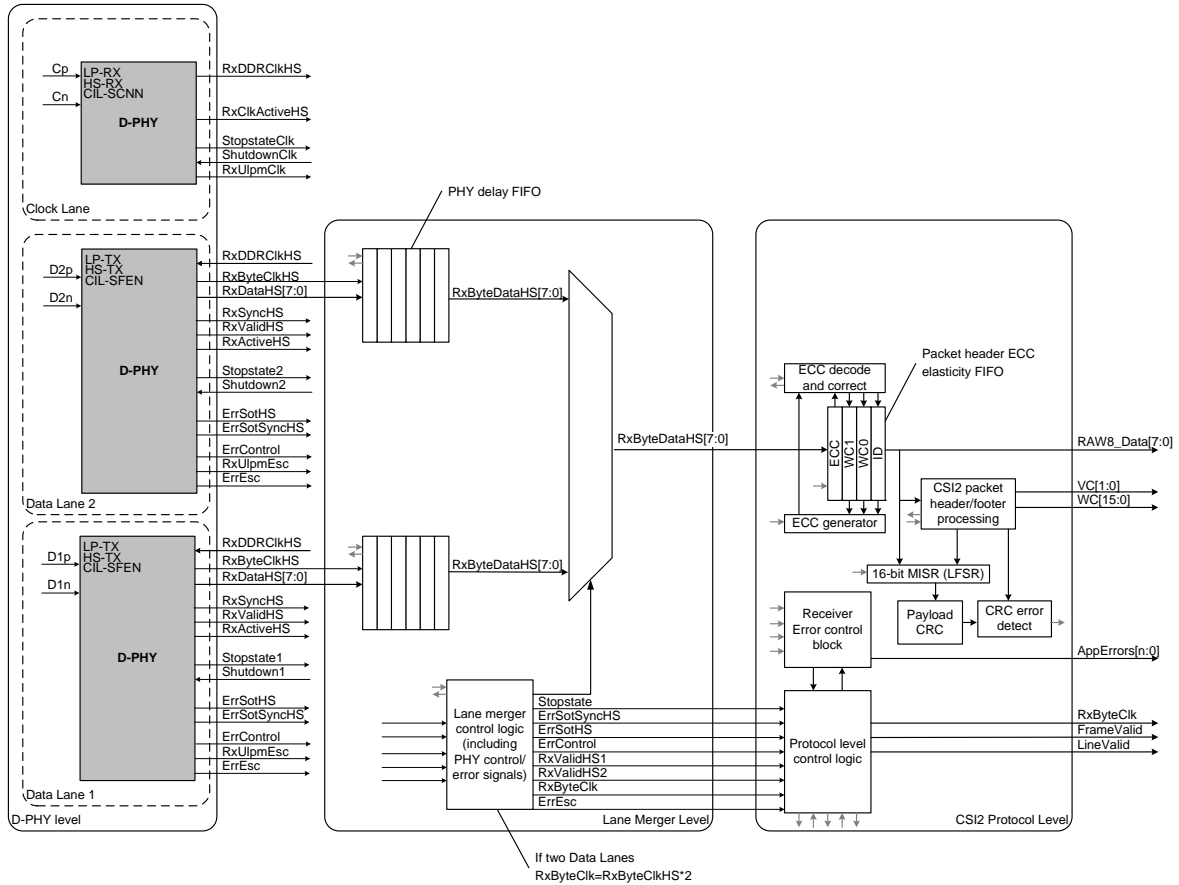 Cp
Cn
LP-RX
HS-RX
CIL-SCNN
D-PHY
RxDDRClkHS
RxClkActiveHS
StopstateClk
ShutdownClk
RxUlpmClk
Clock Lane
D2p
D2n
LP-TX
HS-TX
CIL-SFEN
D-PHY
RxDDRClkHS
RxByteClkHS
RxDataHS[7:0]
RxSyncHS
RxValidHS
RxActiveHS
Stopstate2
Shutdown2
ErrSotHS
ErrSotSyncHS
ErrControl
RxUlpmEsc
ErrEsc
Data Lane 2
D1p
D1n
LP-TX
HS-TX
CIL-SFEN
D-PHY
RxDDRClkHS
RxByteClkHS
RxDataHS[7:0]
RxSyncHS
RxValidHS
RxActiveHS
Stopstate1
Shutdown1
ErrSotHS
ErrSotSyncHS
ErrControl
RxUlpmEsc
ErrEsc
Data Lane 1
D-PHY level
PHY delay FIFO
RxByteDataHS[7:0]
RxByteDataHS[7:0]
RxByteDataHS[7:0]
Lane merger
control logic
(including
PHY control/
error signals)
Stopstate
ErrSotSyncHS
ErrSotHS
ErrControl
RxValidHS1
RxValidHS2
RxByteClk
ErrEsc
Lane Merger Level
If two Data Lanes
RxByteClk=RxByteClkHS*2
Packet header ECC
elasticity FIFO
ECC decode
and correct
ECC
WC1
WC0
ID
ECC generator
CSI2 packet
header/footer
processing
16-bit MISR (LFSR)
Payload
CRC
CRC error
detect
Receiver
Error control
block
Protocol level
control logic
CSI2 Protocol Level
RAW8_Data[7:0]
VC[1:0]
WC[15:0]
AppErrors[n:0]
RxByteClk
FrameValid
LineValid